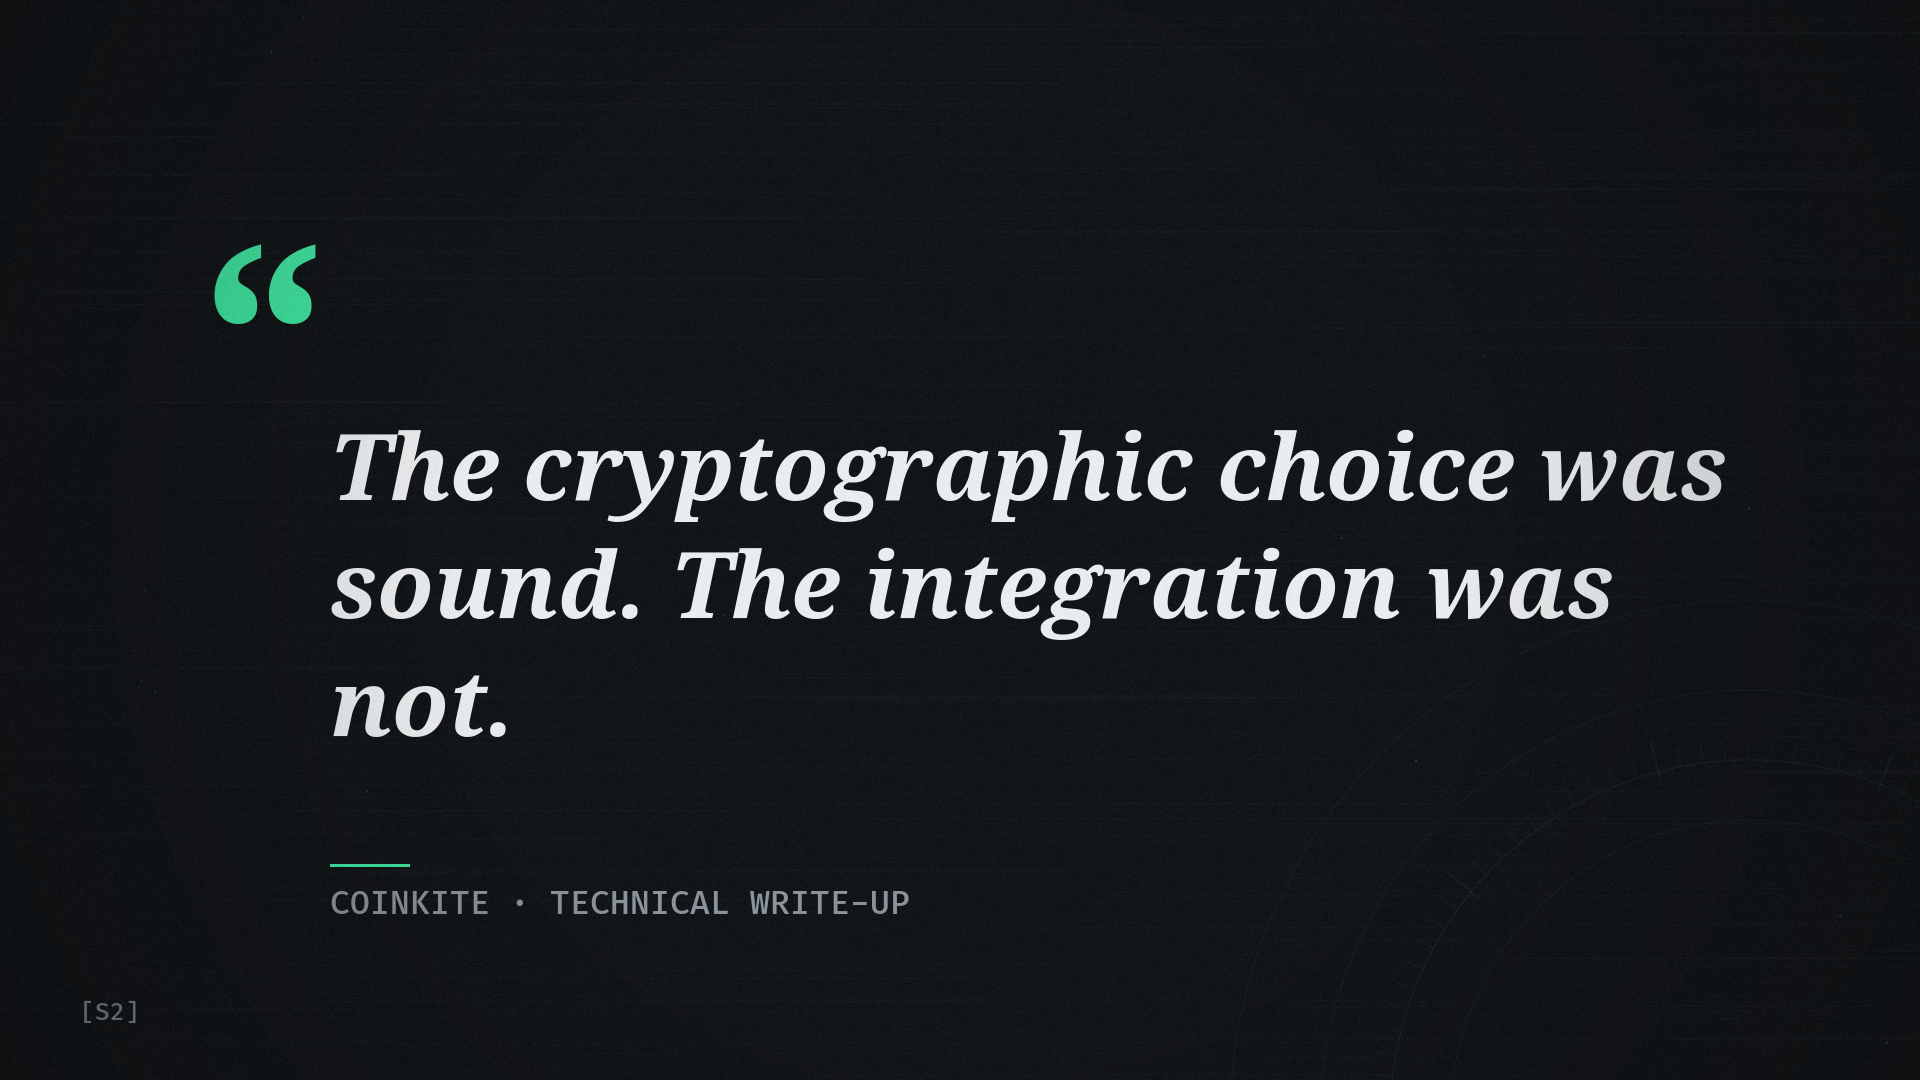 “
The cryptographic choice was
sound. The integration was
not.
COINKITE · TECHNICAL WRITE-UP
[S2]